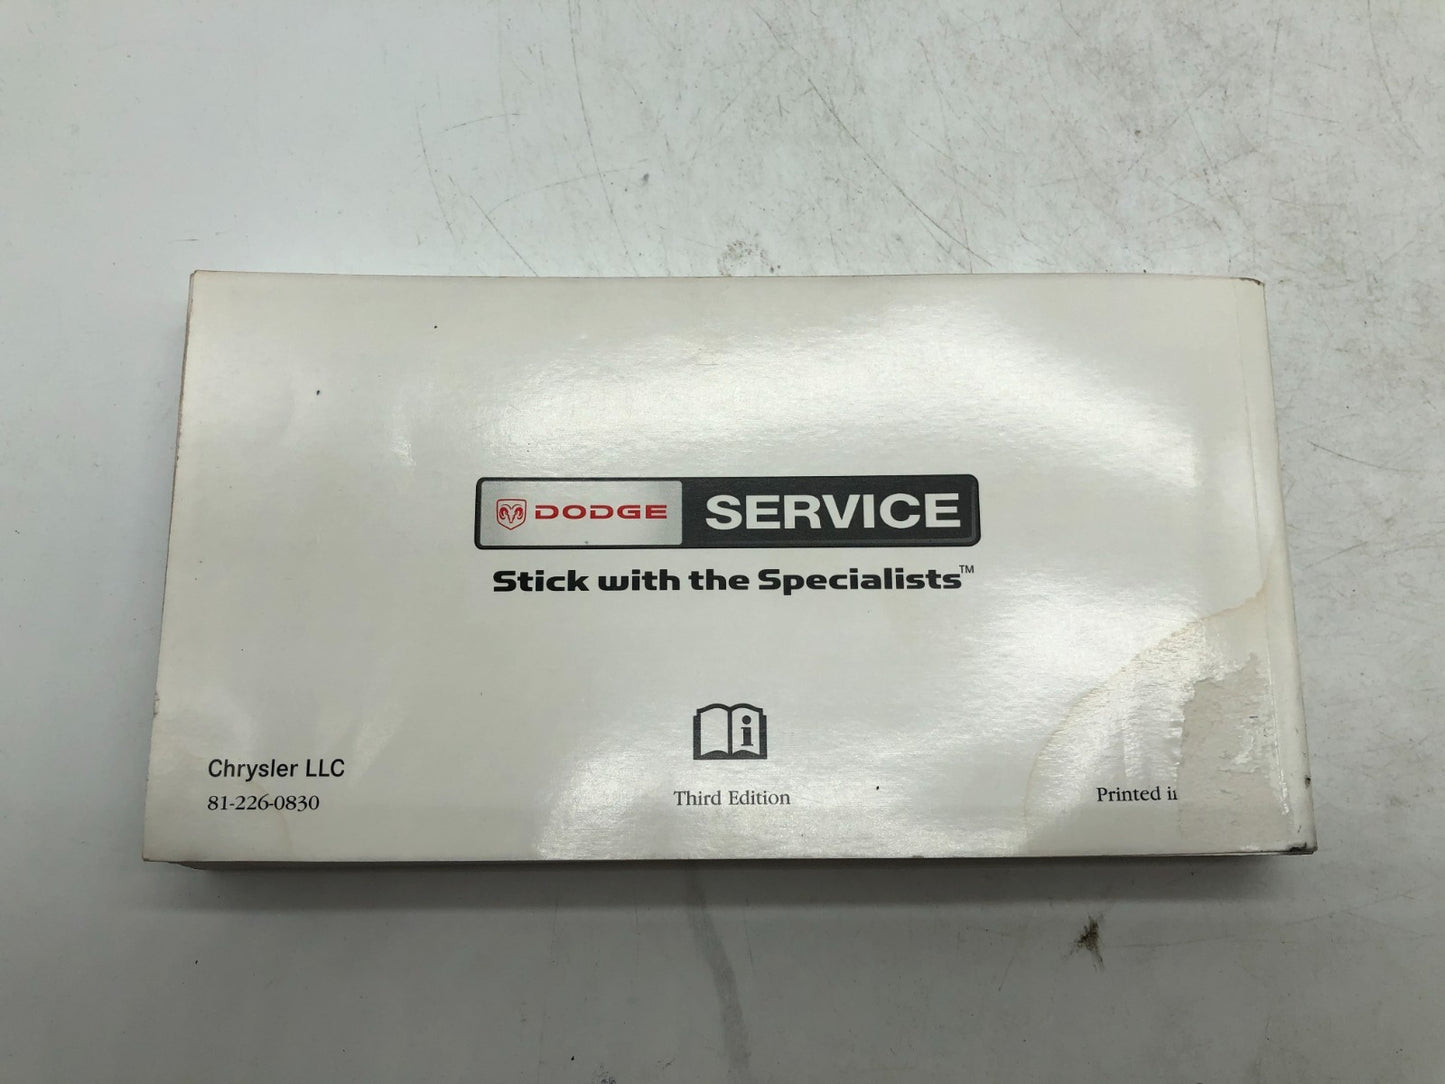 DODGE SERVICE
Stick with the Specialists™
i
Chrysler LLC
81-226-0830
Third Edition
Printed